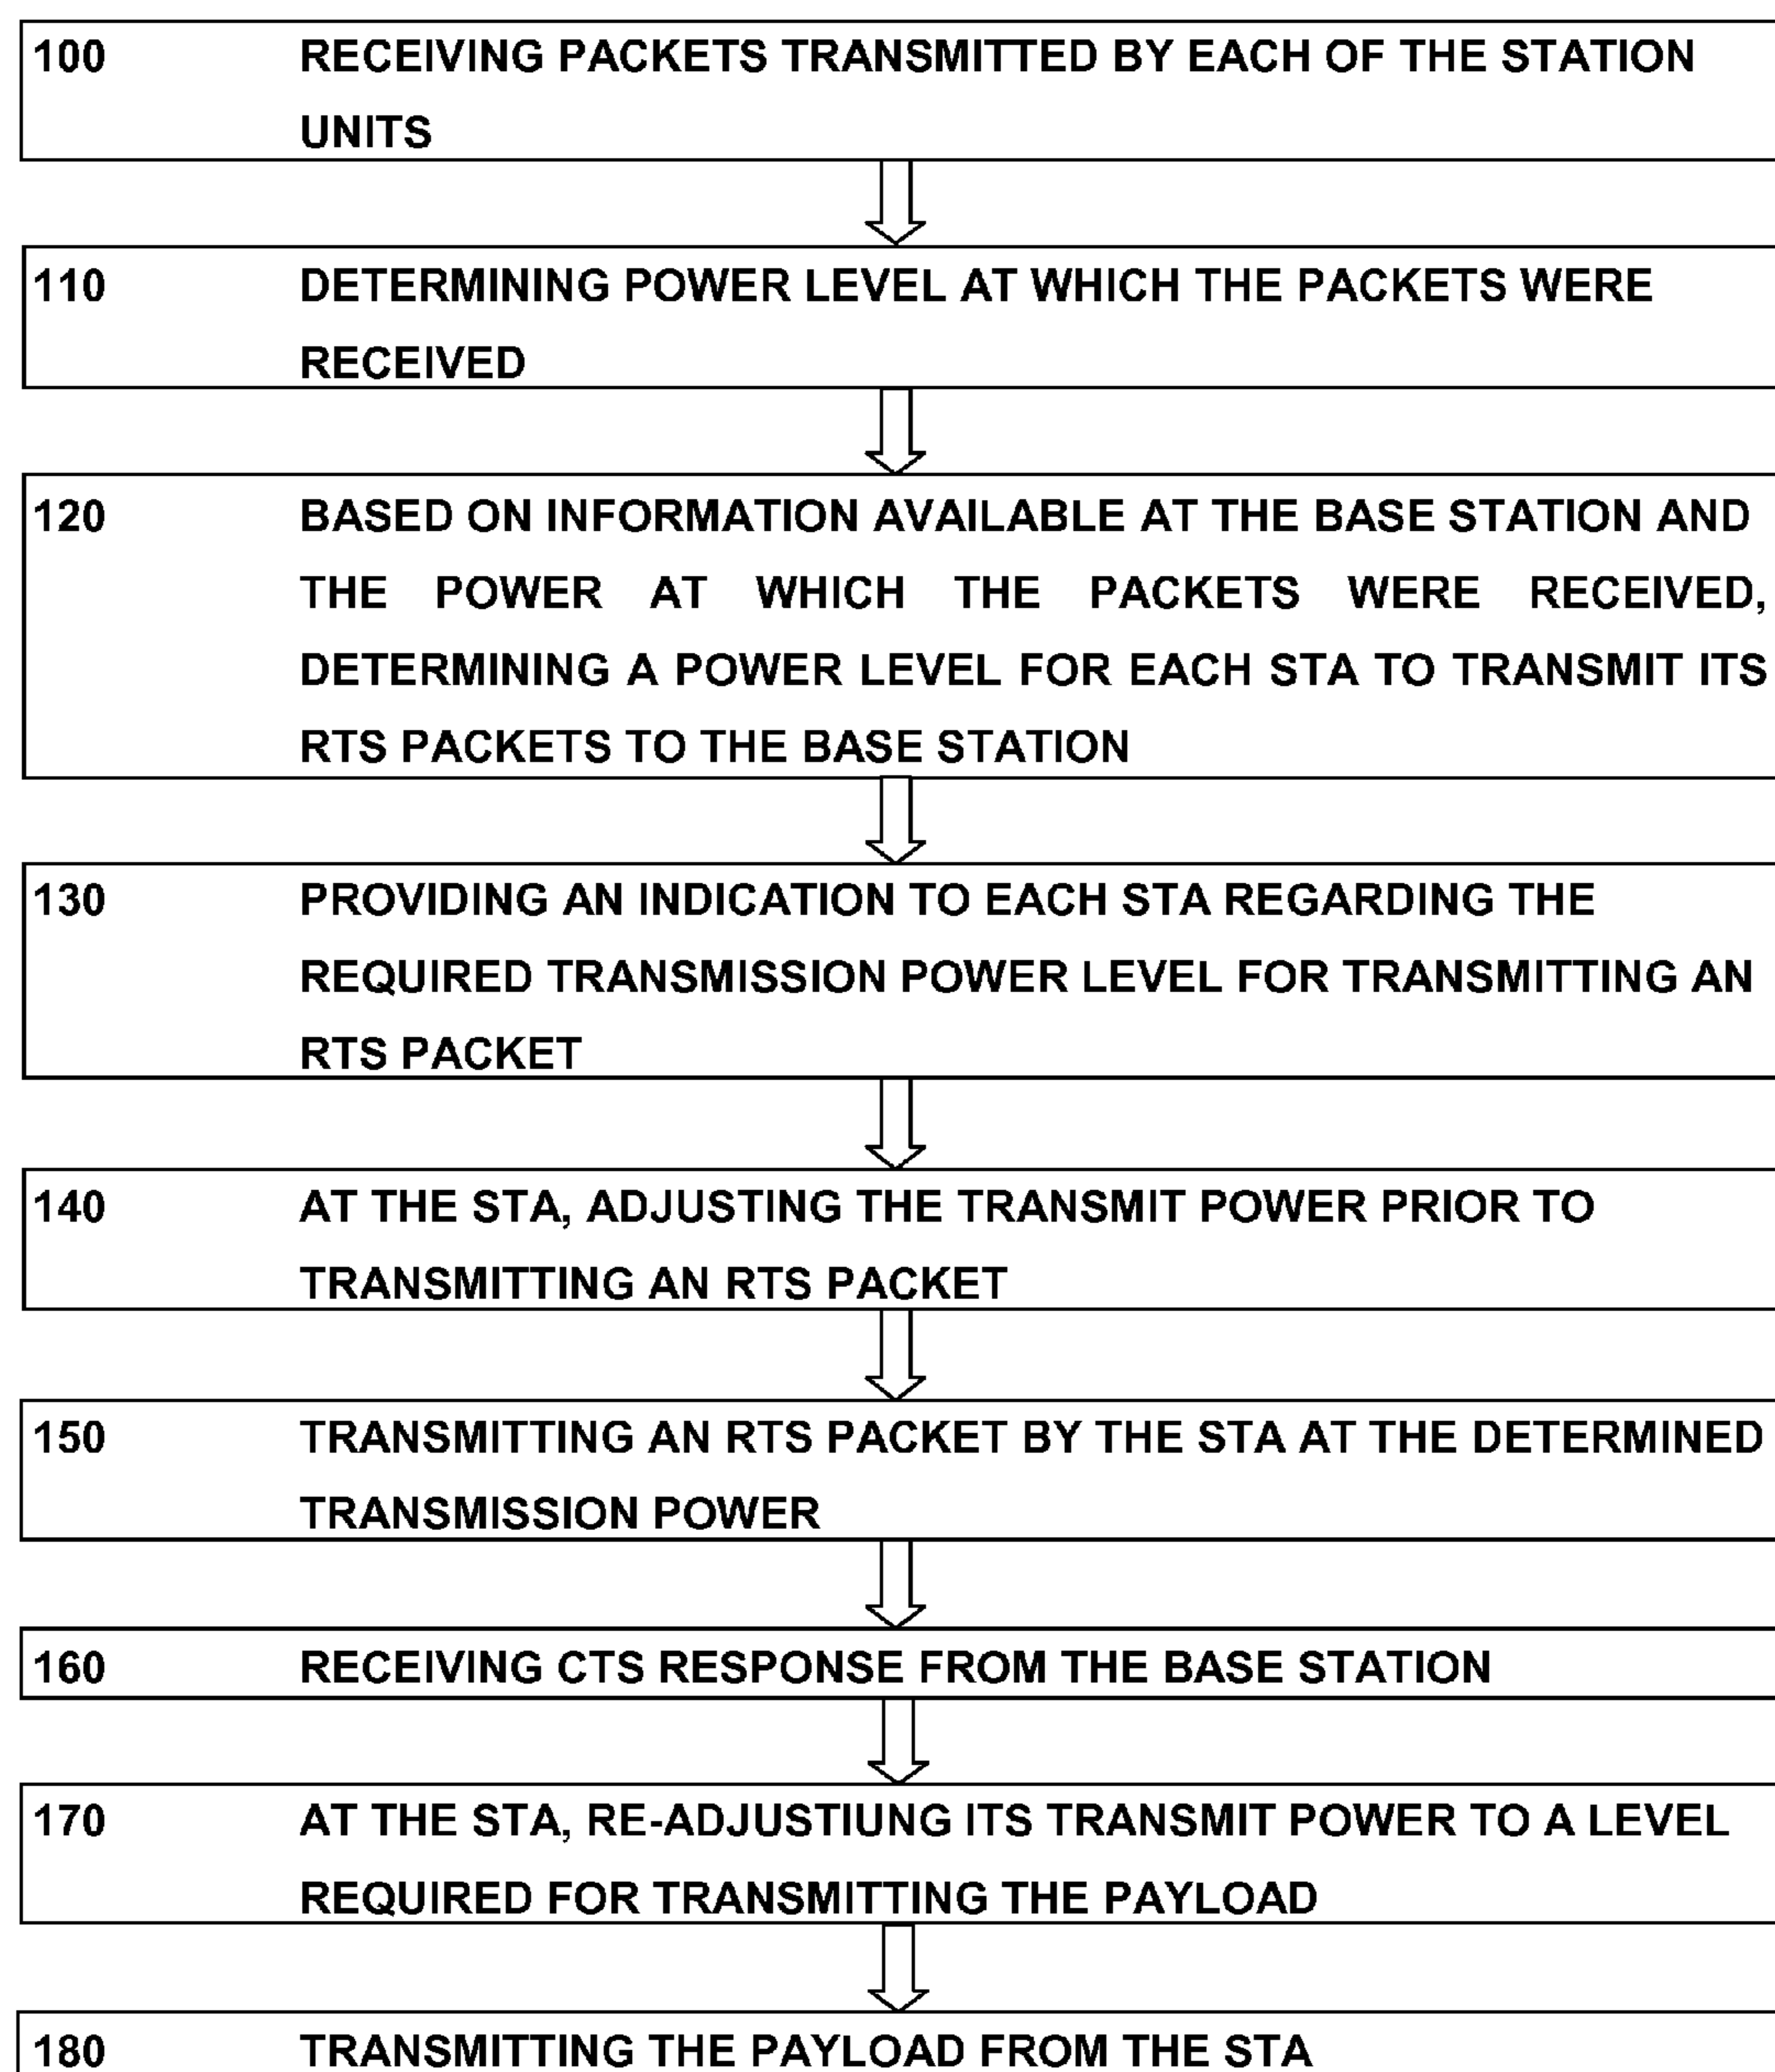 100 RECEIVING PACKETS TRANSMITTED BY EACH OF THE STATION
UNITS
110 DETERMINING POWER LEVEL AT WHICH THE PACKETS WERE
RECEIVED
120 BASED ON INFORMATION AVAILABLE AT THE BASE STATION AND
THE POWER AT WHICH THE PACKETS WERE RECEIVED,
DETERMINING A POWER LEVEL FOR EACH STA TO TRANSMIT ITS
RTS PACKETS TO THE BASE STATION
130 PROVIDING AN INDICATION TO EACH STA REGARDING THE
REQUIRED TRANSMISSION POWER LEVEL FOR TRANSMITTING AN
RTS PACKET
140 AT THE STA, ADJUSTING THE TRANSMIT POWER PRIOR TO
TRANSMITTING AN RTS PACKET
150 TRANSMITTING AN RTS PACKET BY THE STA AT THE DETERMINED
TRANSMISSION POWER
160 RECEIVING CTS RESPONSE FROM THE BASE STATION
170 AT THE STA, RE-ADJUSTIUNG ITS TRANSMIT POWER TO A LEVEL
REQUIRED FOR TRANSMITTING THE PAYLOAD
180 TRANSMITTING THE PAYLOAD FROM THE STA